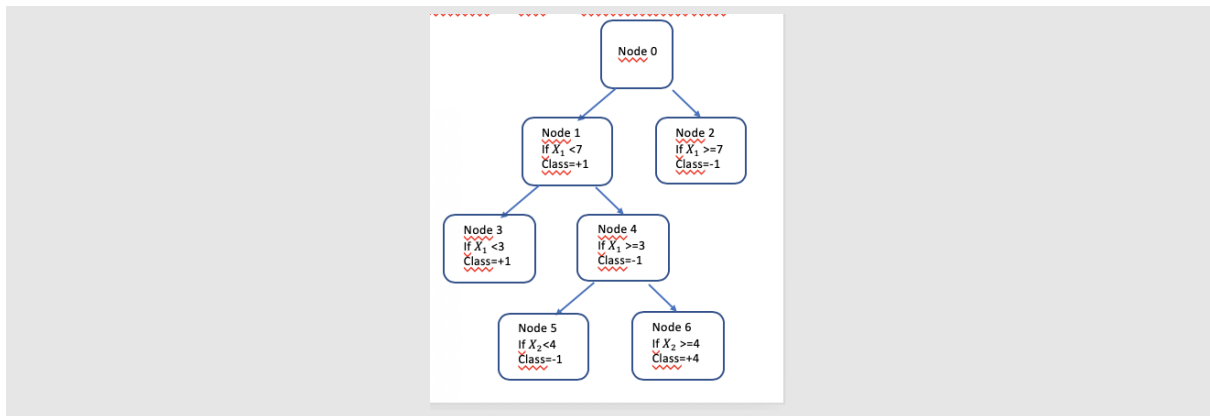 Node 0
Node 1
If X₁ <7
Class=+1
Node 2
If X₁ >=7
Class=-1
Node 3
If X₁ <3
Class=+1
Node 4
If X₁ >=3
Class=-1
Node 5
If X₂<4
Class=-1
Node 6
If X₂ >=4
Class=+4